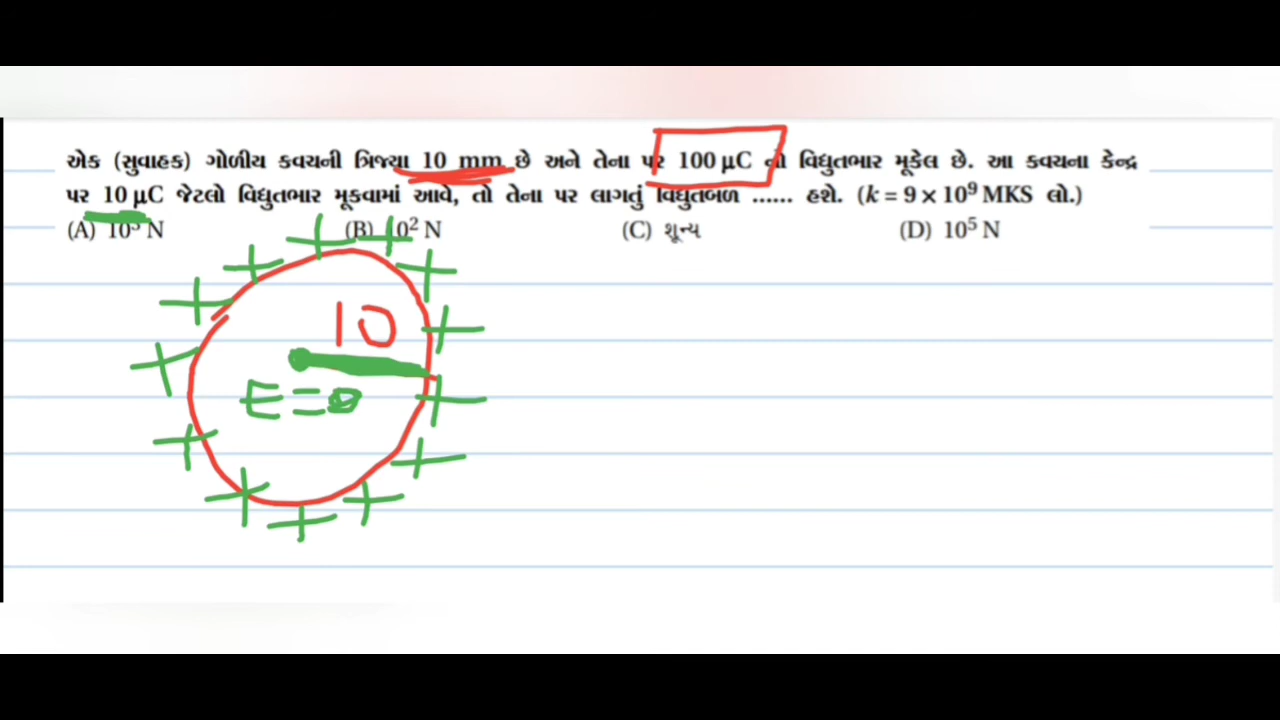 એક (સુવાહક) ગોળીય કવચની ત્રિજ્યા 10 mm છે અને તેના પર 100 μC નો વિદ્યુતભાર મૂકેલ છે. આ કવચના કેન્દ્ર
પર 10 μC જેટલો વિદ્યુતભાર મૂકવામાં આવે, તો તેના પર લાગતું વિદ્યુતબળ ...... હશે. (k = 9 × 10⁹ MKS લો.)
(A) 10³ N (B) 10² N (C) શૂન્ય (D) 10⁵ N
10
E=0